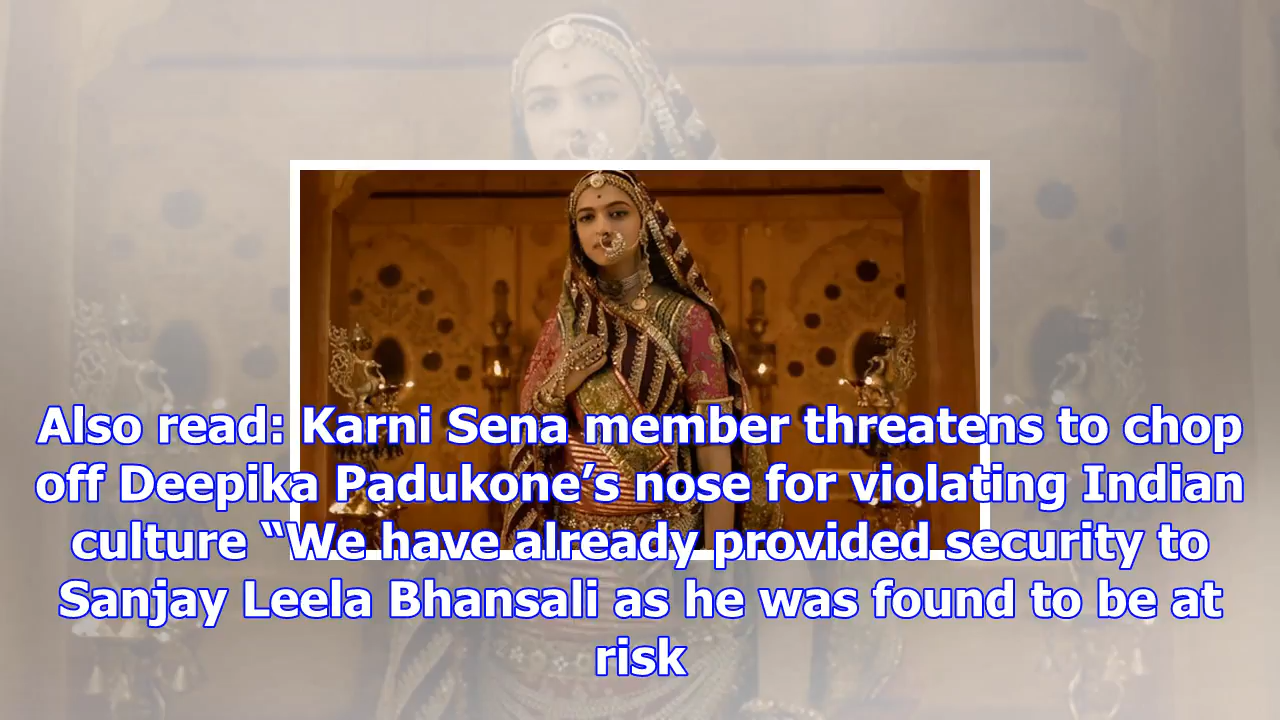 Also read: Karni Sena member threatens to chop
off Deepika Padukone’s nose for violating Indian
culture “We have already provided security to
Sanjay Leela Bhansali as he was found to be at
risk